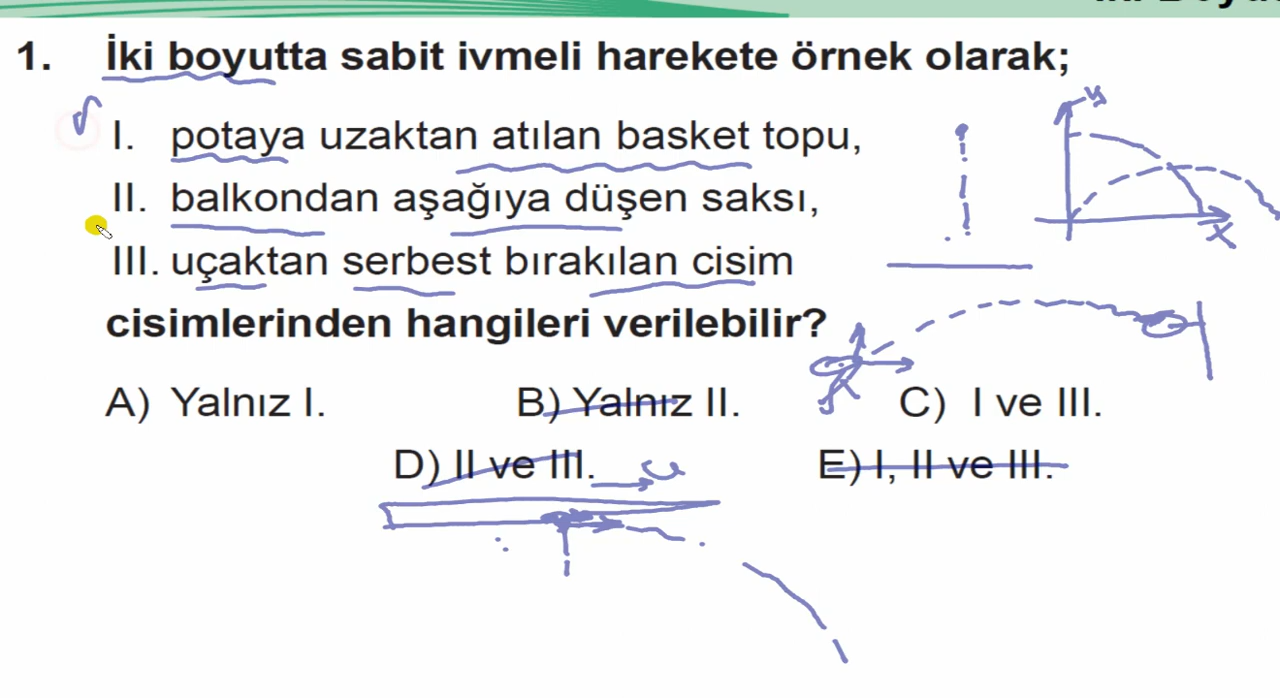 1. İki boyutta sabit ivmeli harekete örnek olarak;
I. potaya uzaktan atılan basket topu,
II. balkondan aşağıya düşen saksı,
III. uçaktan serbest bırakılan cisim
cisimlerinden hangileri verilebilir?
A) Yalnız I. B) Yalnız II. C) I ve III.
D) II ve III. E) I, II ve III.
y
x